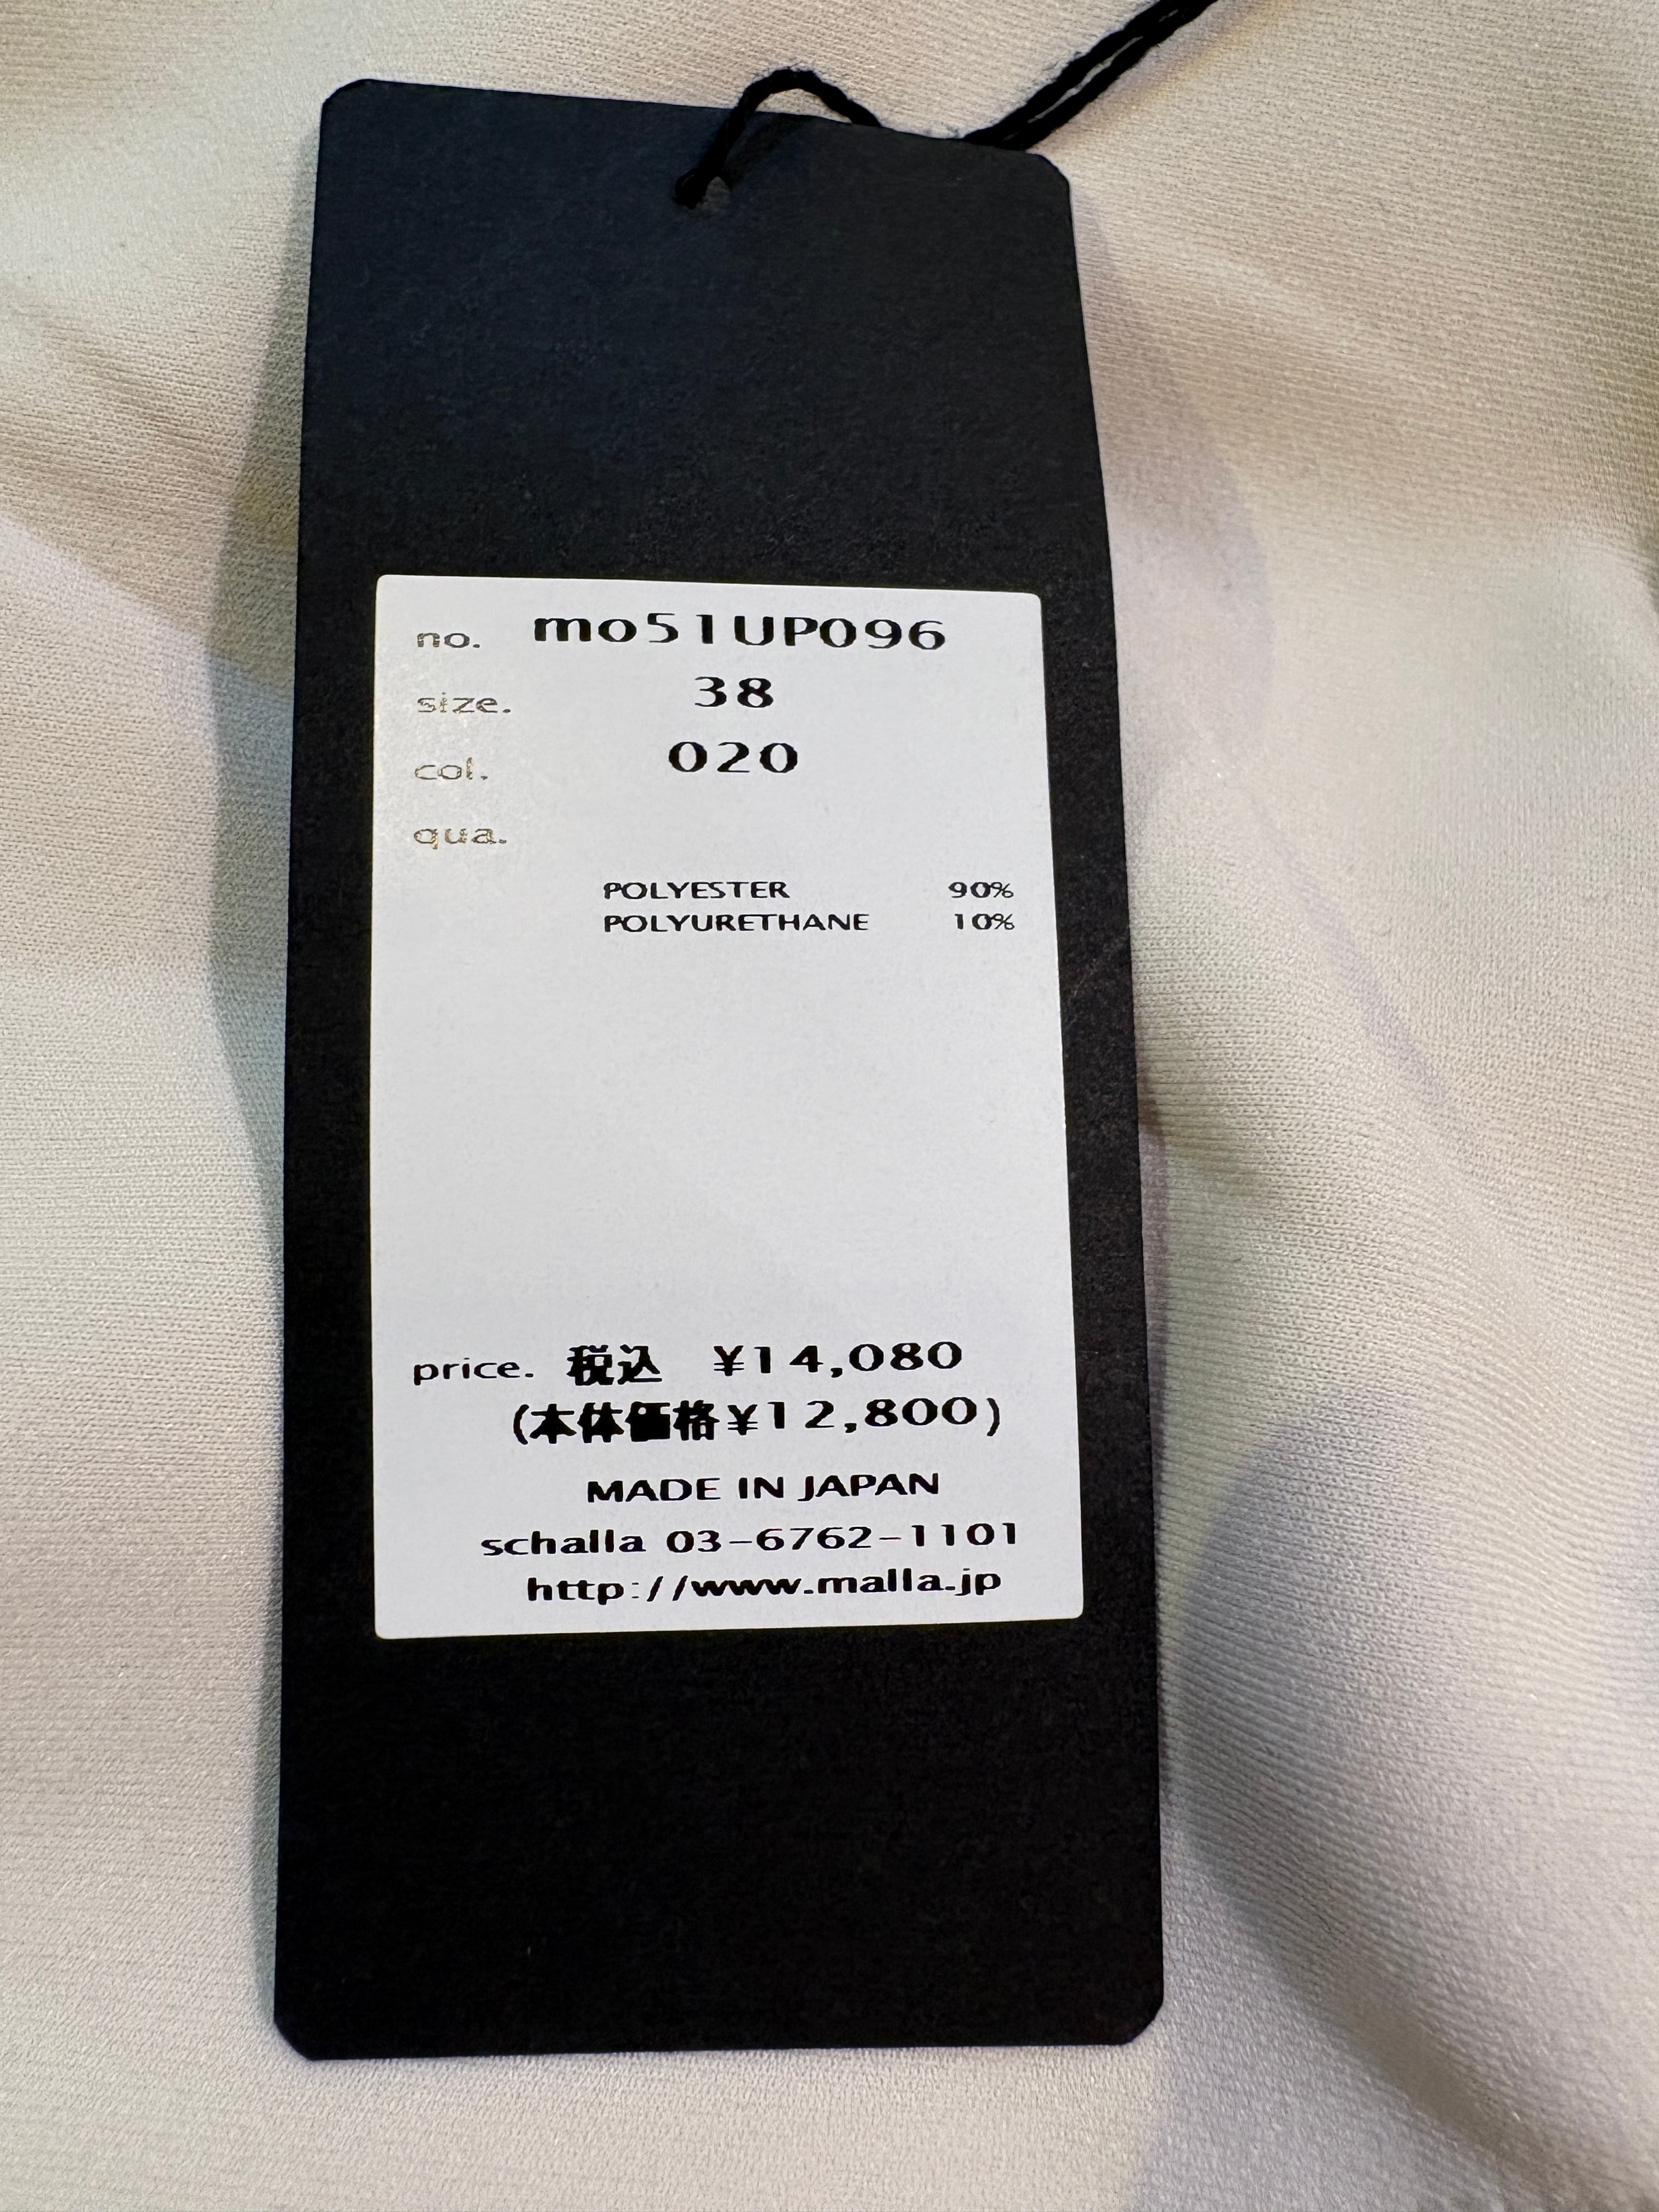 no. mo51UP096
size. 38
col. 020
qua.
POLYESTER 90%
POLYURETHANE 10%
price. 税込 ¥14,080
(本体価格¥12,800)
MADE IN JAPAN
schalla 03-6762-1101
http://www.malla.jp